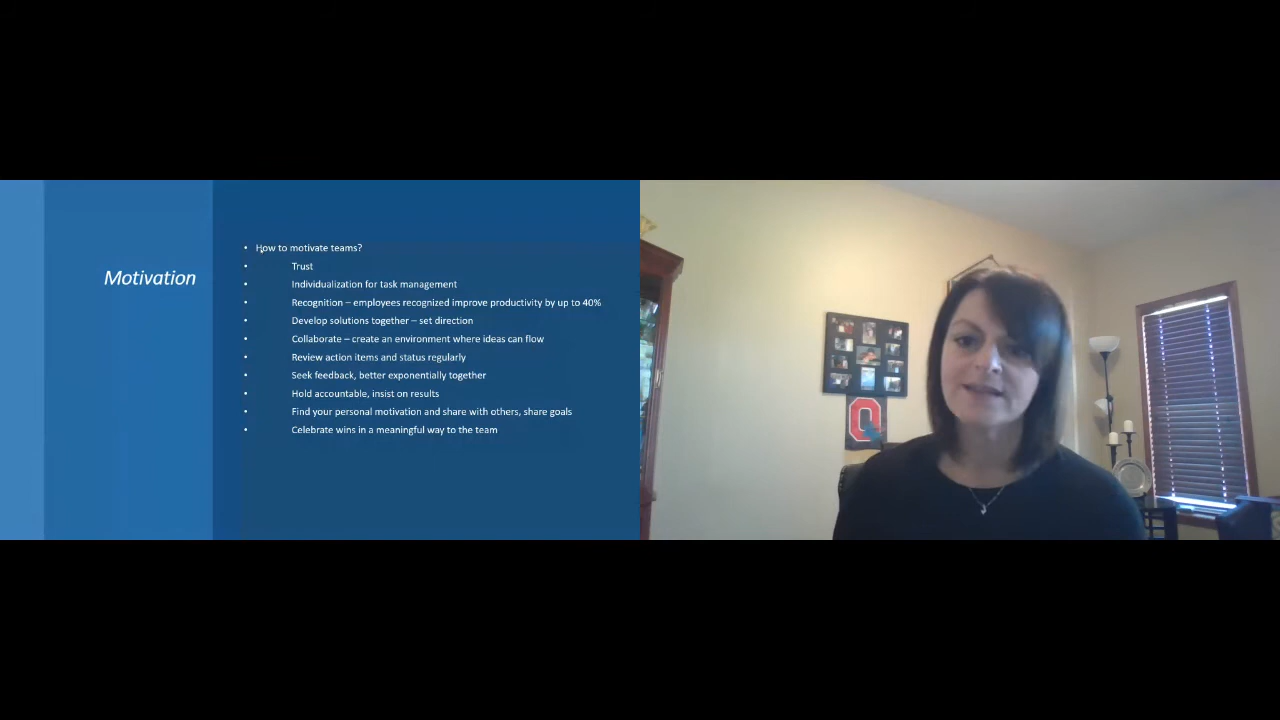 Motivation
• How to motivate teams?
• Trust
• Individualization for task management
• Recognition – employees recognized improve productivity by up to 40%
• Develop solutions together – set direction
• Collaborate – create an environment where ideas can flow
• Review action items and status regularly
• Seek feedback, better exponentially together
• Hold accountable, insist on results
• Find your personal motivation and share with others, share goals
• Celebrate wins in a meaningful way to the team
O